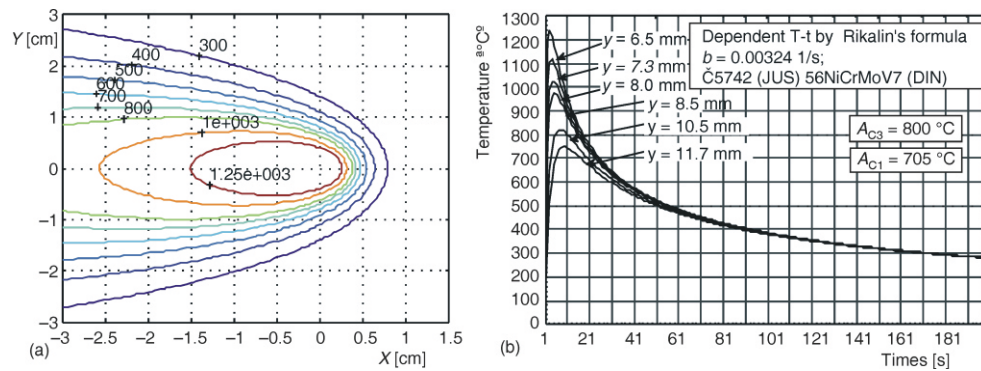 Y [cm]
3
2
1
0
−1
−2
−3
300
400
500
600
700
800
1e+003
1.25e+003
−3 −2.5 −2 −1.5 −1 −0.5 0 0.5 1 1.5
X [cm]
(a)
Temperature ªºCº
1300
1200
1100
1000
900
800
700
600
500
400
300
200
100
0
y = 6.5 mm
y = 7.3 mm
y = 8.0 mm
y = 8.5 mm
y = 10.5 mm
y = 11.7 mm
Dependent T-t by Rikalin's formula
b = 0.00324 1/s;
Č5742 (JUS) 56NiCrMoV7 (DIN)
AC3 = 800 °C
AC1 = 705 °C
1 21 41 61 81 101 121 141 161 181
Times [s]
(b)